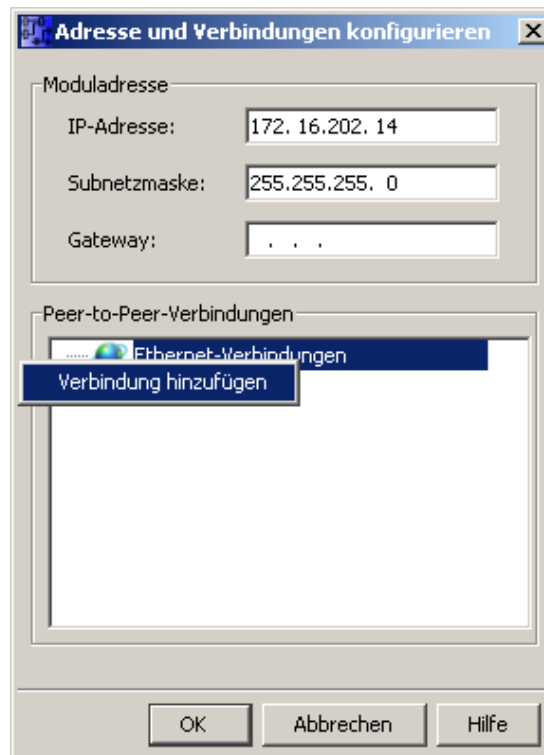 Adresse und Verbindungen konfigurieren
Moduladresse
IP-Adresse: 172. 16.202. 14
Subnetzmaske: 255.255.255. 0
Gateway: . . .
Peer-to-Peer-Verbindungen
Ethernet-Verbindungen
Verbindung hinzufügen
OK Abbrechen Hilfe